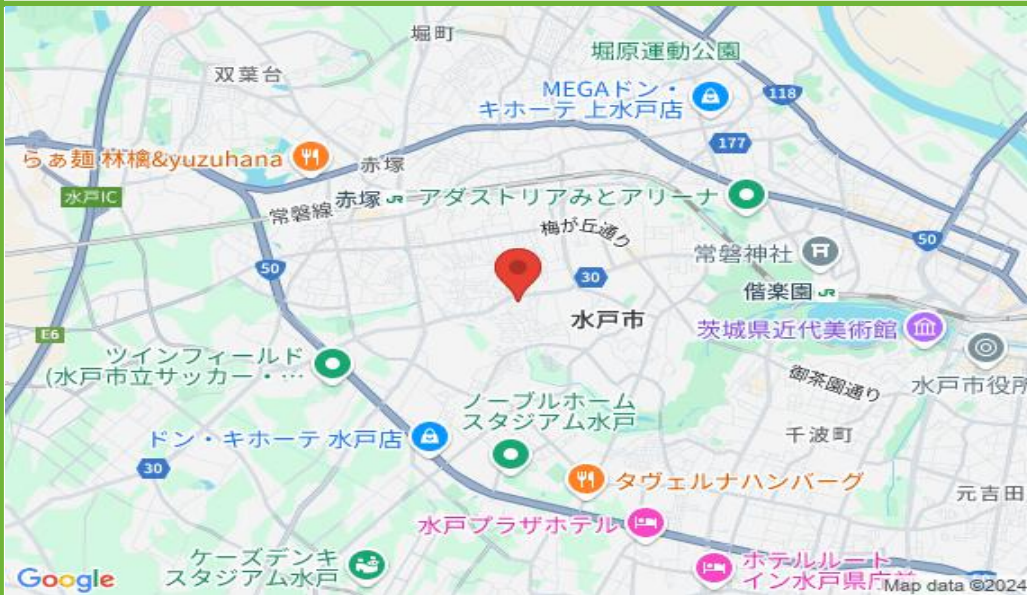 堀町
堀原運動公園
双葉台
MEGAドン・
キホーテ 上水戸店
118
177
らぁ麺 林檎&yuzuhana
赤塚
水戸IC
常磐線
赤塚 JR
アダストリアみとアリーナ
梅が丘通り
50
常磐神社
50
30
偕楽園 JR
水戸市
茨城県近代美術館
E6
ツインフィールド
(水戸市立サッカー・…
御茶園通り
水戸市役所
ノーブルホーム
スタジアム水戸
千波町
ドン・キホーテ 水戸店
30
タヴェルナハンバーグ
元吉田
水戸プラザホテル
ケーズデンキ
スタジアム水戸
ホテルルート
イン水戸県庁前
Google
Map data ©2024